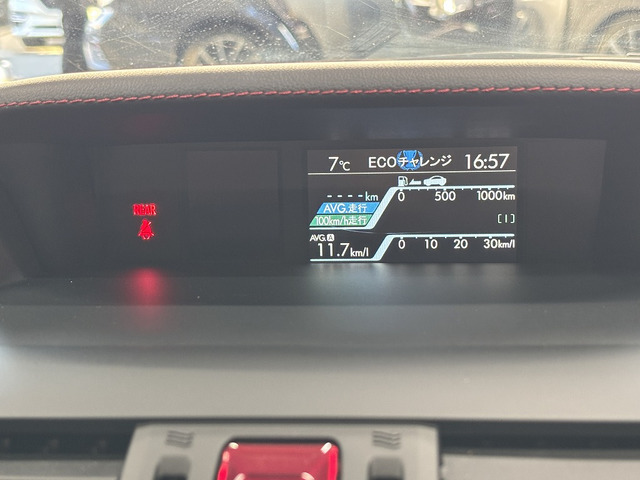 7℃ ECOチャレンジ 16:57
---- km
0 500 1000km
AVG.走行
100km/h走行
[ I ]
REAR
AVG.A
11.7km/l
0 10 20 30km/l